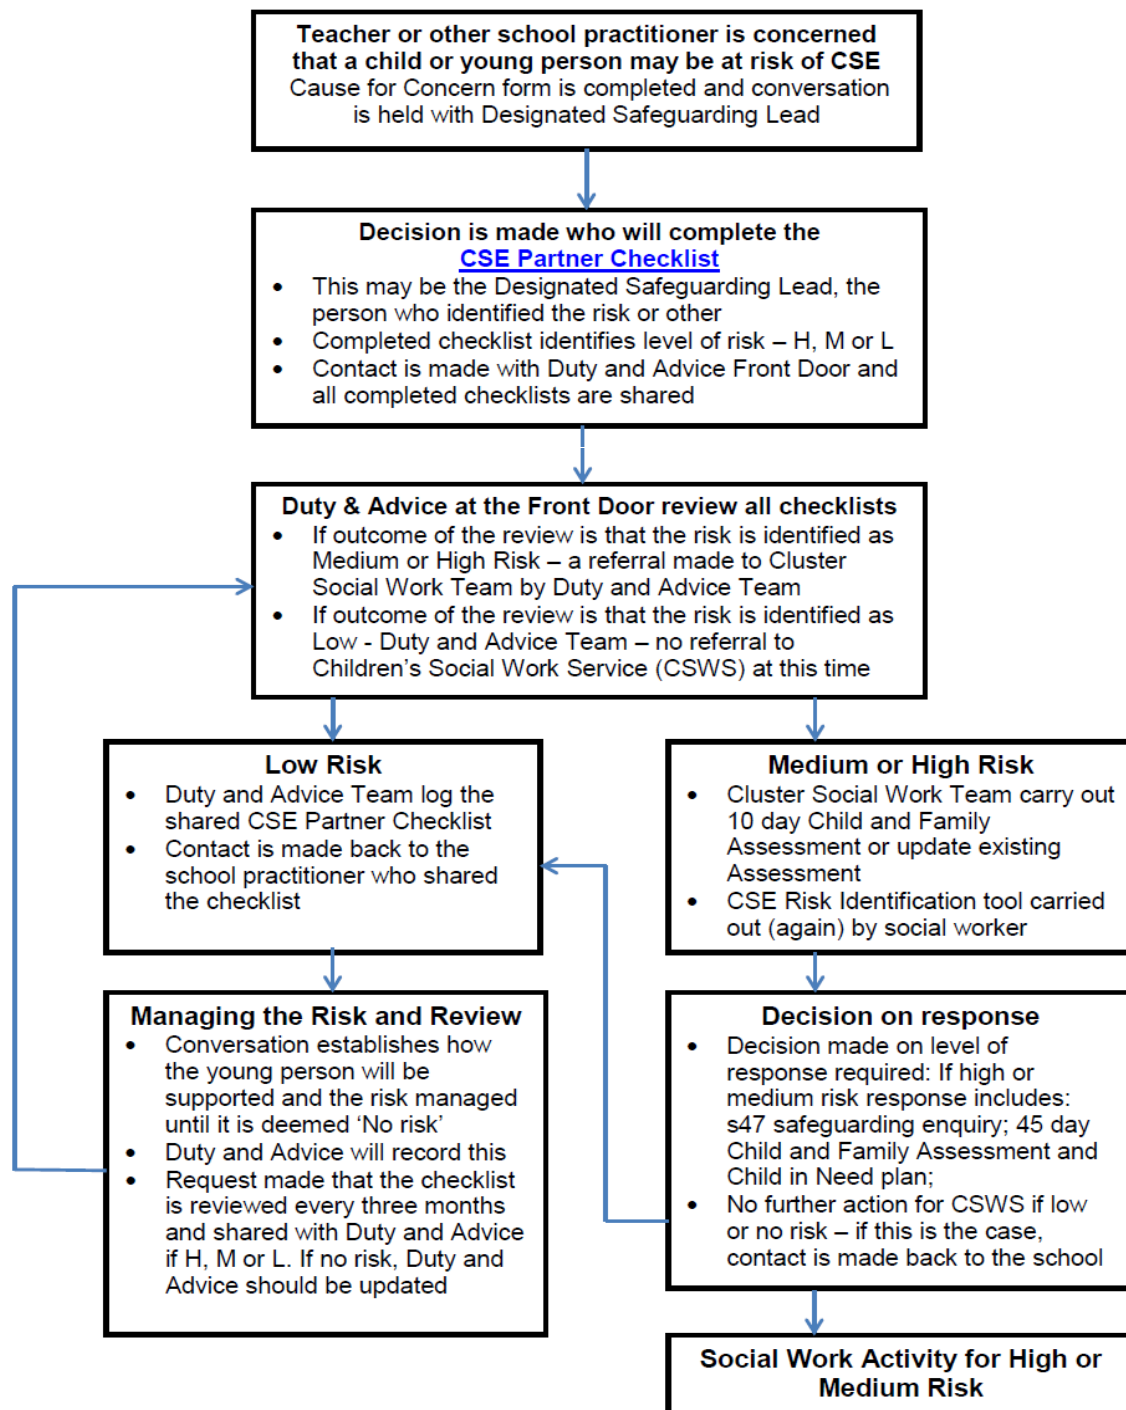 Teacher or other school practitioner is concerned
that a child or young person may be at risk of CSE
Cause for Concern form is completed and conversation
is held with Designated Safeguarding Lead
Decision is made who will complete the
CSE Partner Checklist
• This may be the Designated Safeguarding Lead, the
person who identified the risk or other
• Completed checklist identifies level of risk – H, M or L
• Contact is made with Duty and Advice Front Door and
all completed checklists are shared
Duty & Advice at the Front Door review all checklists
• If outcome of the review is that the risk is identified as
Medium or High Risk – a referral made to Cluster
Social Work Team by Duty and Advice Team
• If outcome of the review is that the risk is identified as
Low - Duty and Advice Team – no referral to
Children's Social Work Service (CSWS) at this time
Low Risk
• Duty and Advice Team log the
shared CSE Partner Checklist
• Contact is made back to the
school practitioner who shared
the checklist
Medium or High Risk
• Cluster Social Work Team carry out
10 day Child and Family
Assessment or update existing
Assessment
• CSE Risk Identification tool carried
out (again) by social worker
Managing the Risk and Review
• Conversation establishes how
the young person will be
supported and the risk managed
until it is deemed 'No risk'
• Duty and Advice will record this
• Request made that the checklist
is reviewed every three months
and shared with Duty and Advice
if H, M or L. If no risk, Duty and
Advice should be updated
Decision on response
• Decision made on level of
response required: If high or
medium risk response includes:
s47 safeguarding enquiry; 45 day
Child and Family Assessment and
Child in Need plan;
• No further action for CSWS if low
or no risk – if this is the case,
contact is made back to the school
Social Work Activity for High or
Medium Risk